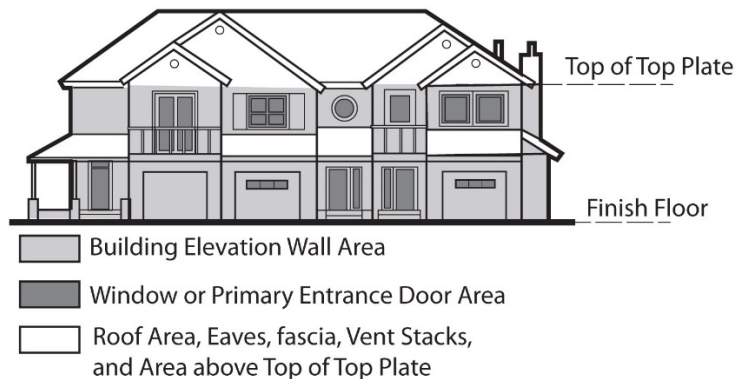 Top of Top Plate
Finish Floor
Building Elevation Wall Area
Window or Primary Entrance Door Area
Roof Area, Eaves, fascia, Vent Stacks,
and Area above Top of Top Plate